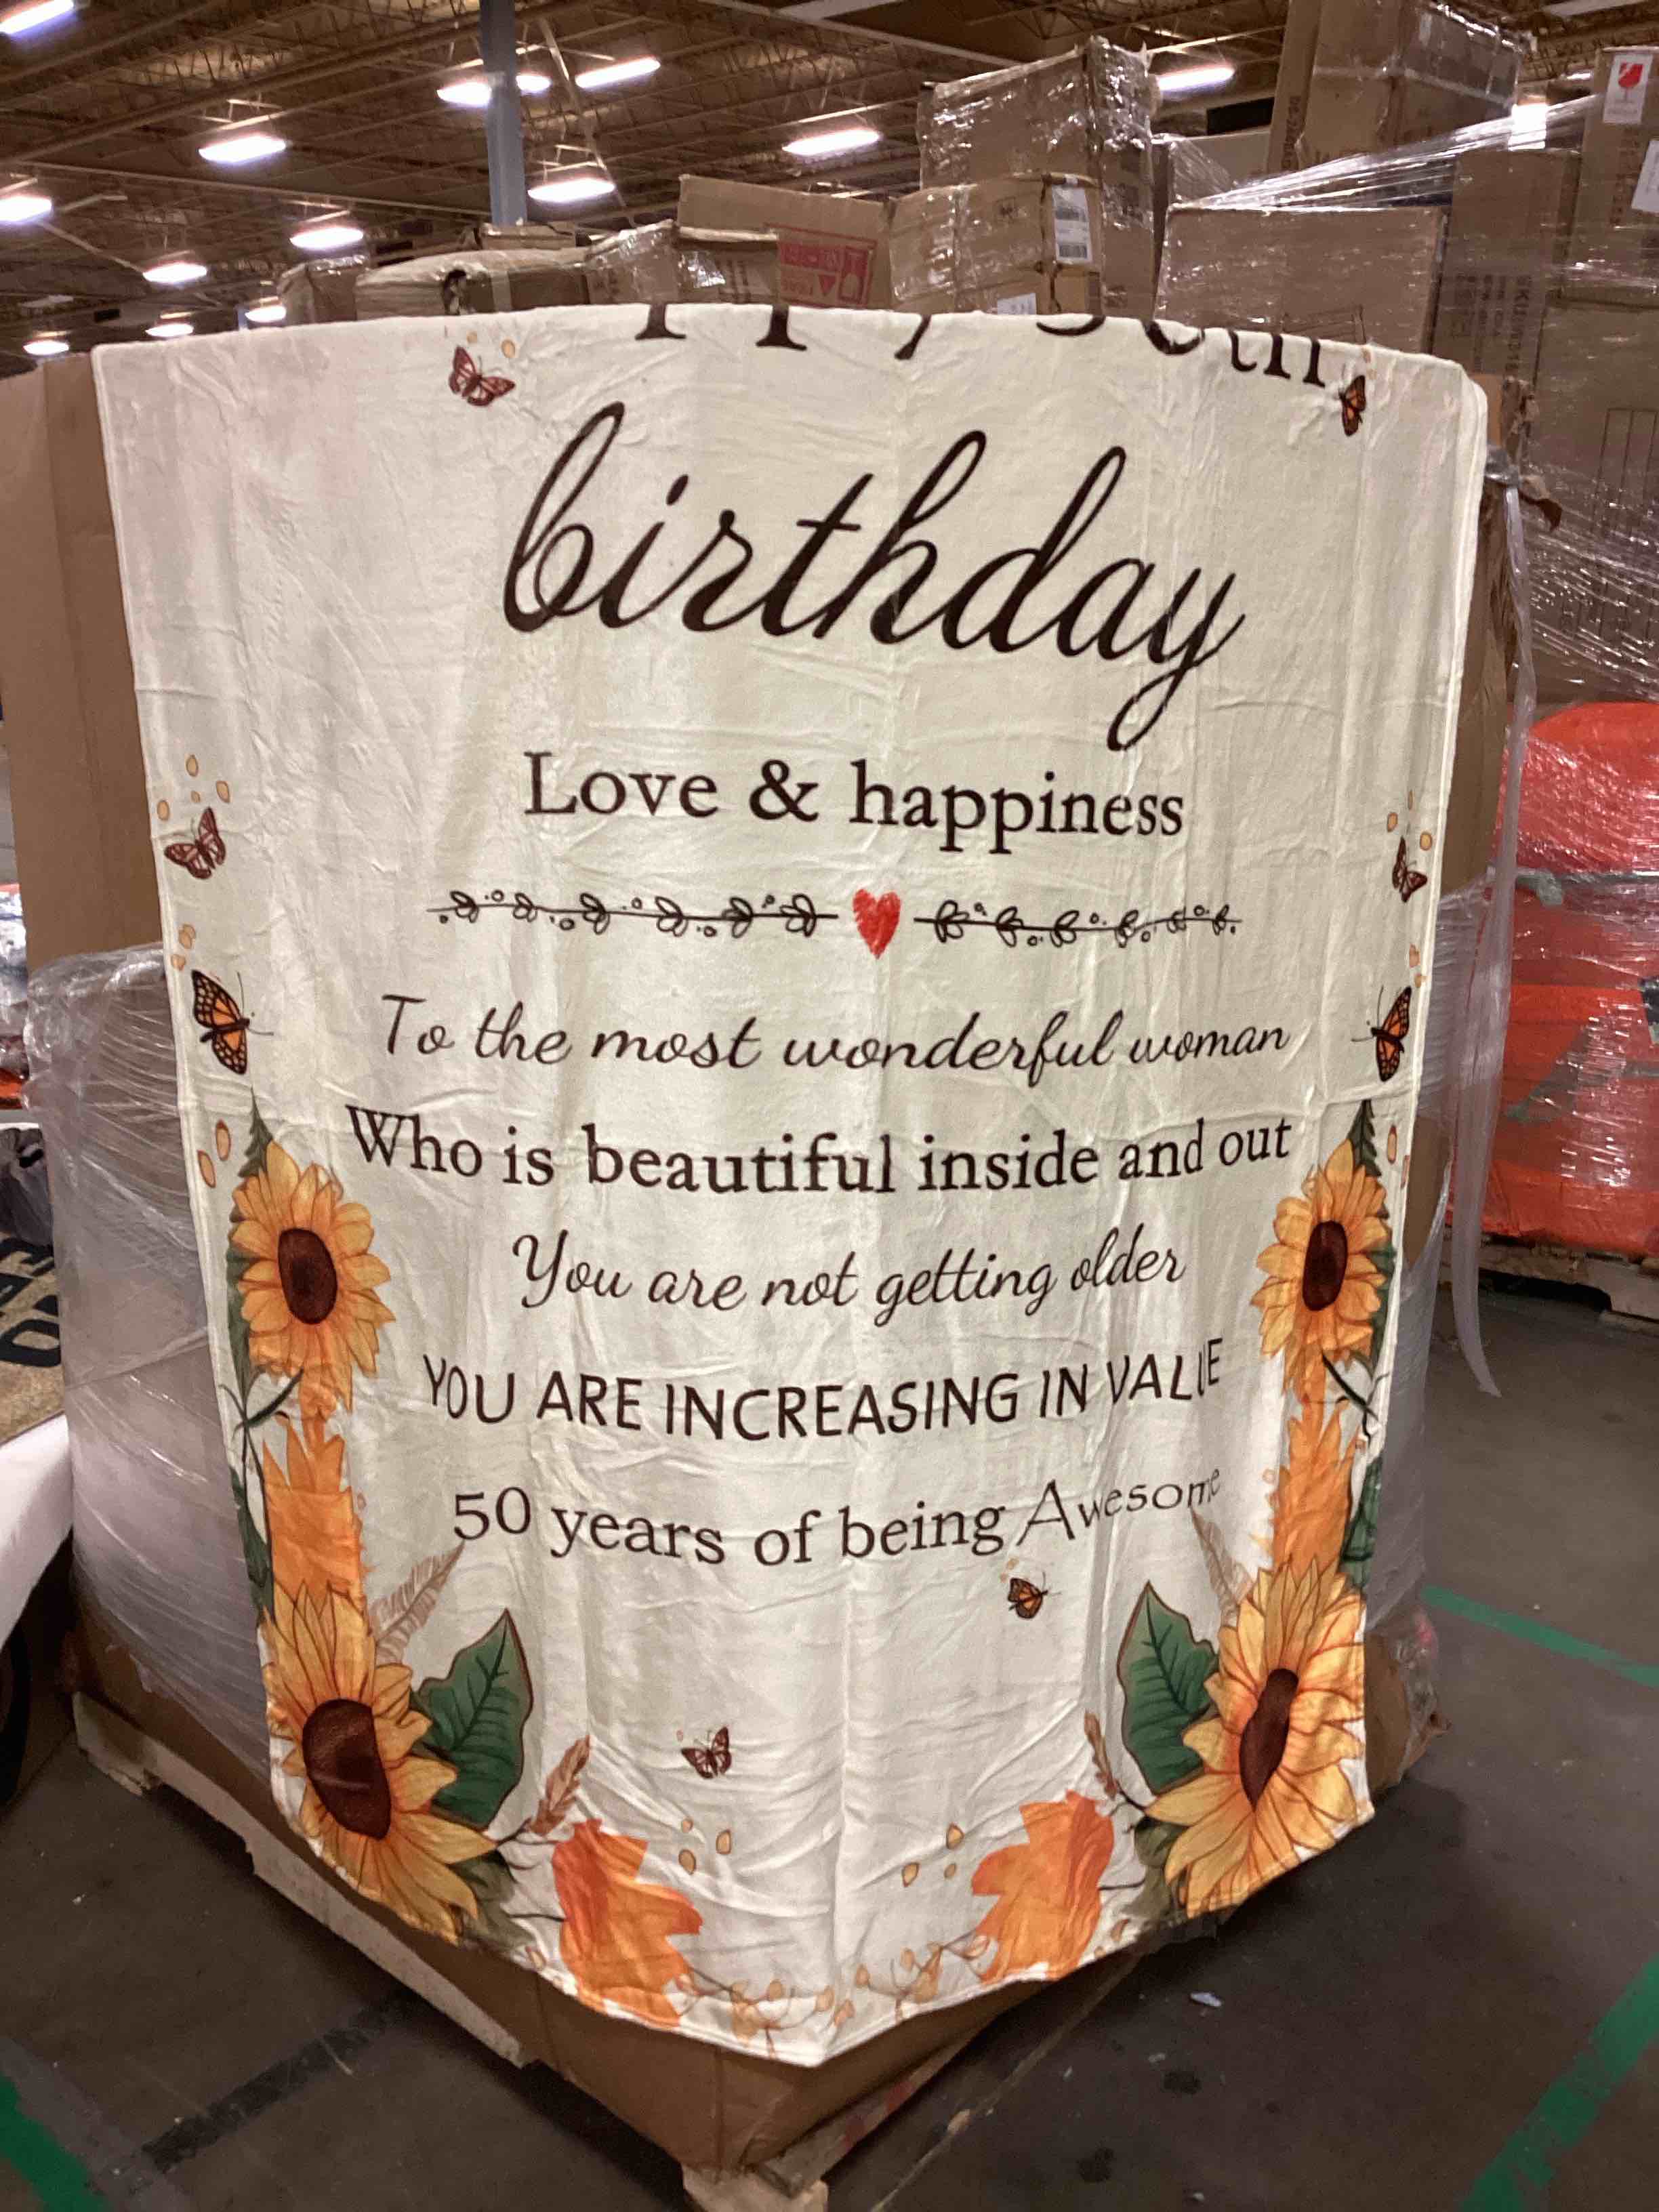 birthday
Love & happiness
To the most wonderful woman
Who is beautiful inside and out
You are not getting older
YOU ARE INCREASING IN VALUE
50 years of being Awesome